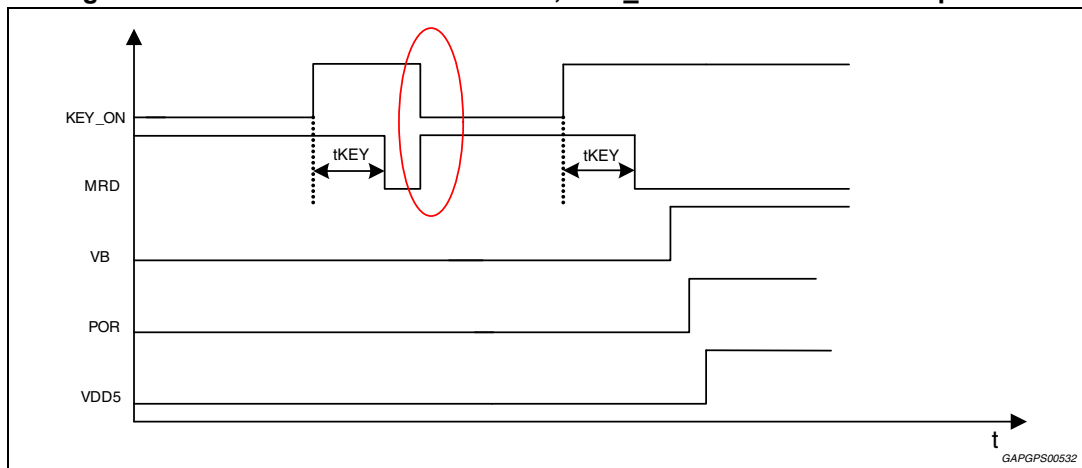 KEY_ON
tKEY
tKEY
MRD
VB
POR
VDD5
t
GAPGPS00532